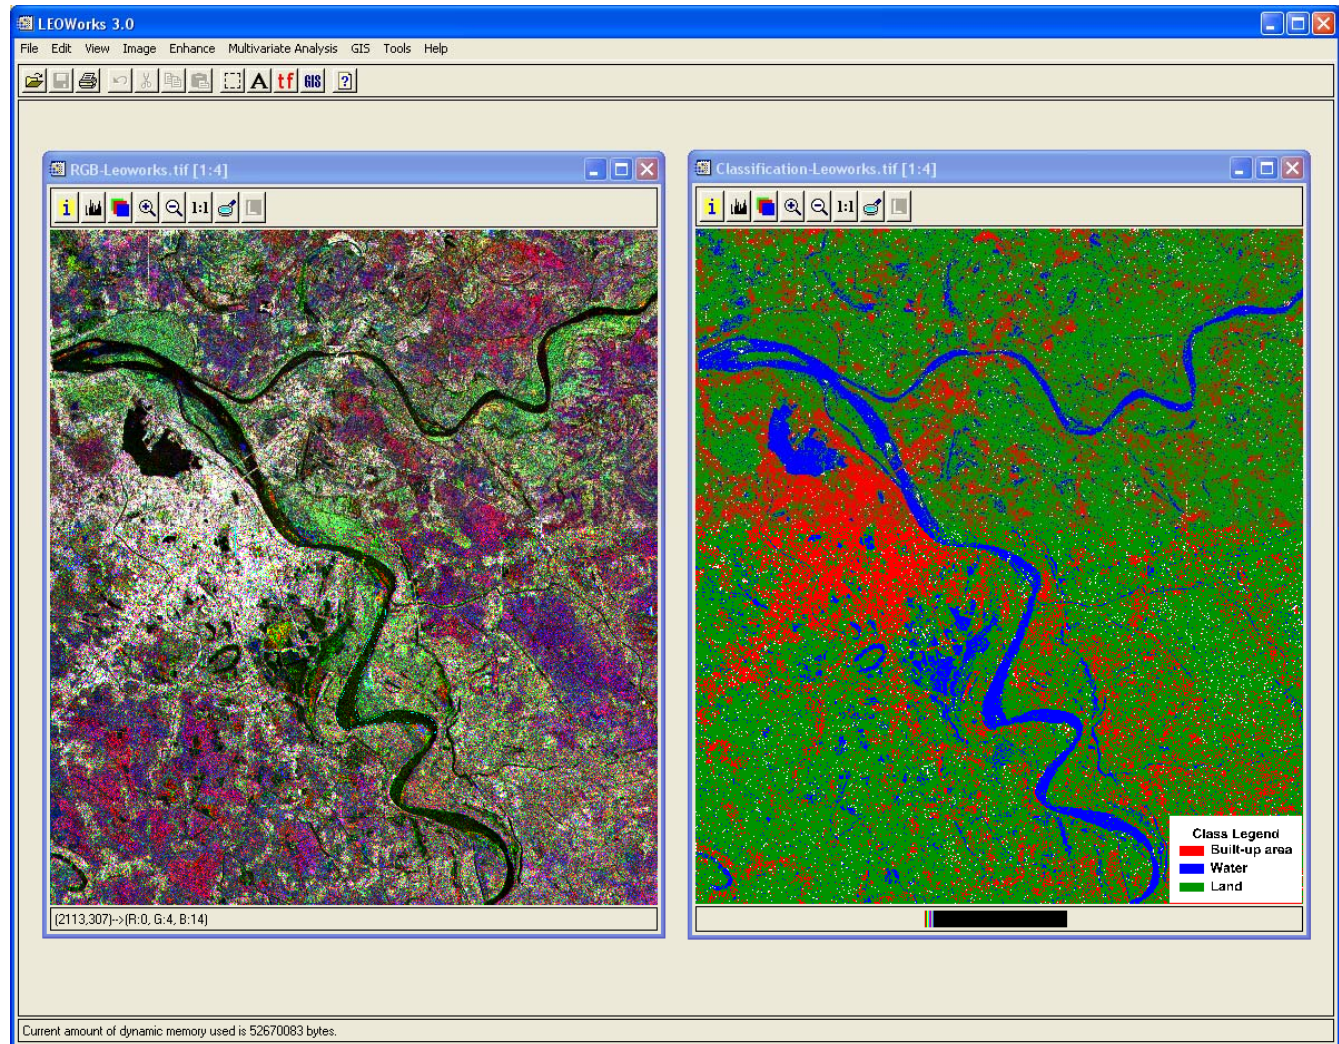 LEOWorks 3.0
File Edit View Image Enhance Multivariate Analysis GIS Tools Help
A tf GIS ?
RGB-Leoworks.tif [1:4]
i 1:1
(2113,307)-->(R:0, G:4, B:14)
Classification-Leoworks.tif [1:4]
i 1:1
Class Legend
Built-up area
Water
Land
Current amount of dynamic memory used is 52670083 bytes.